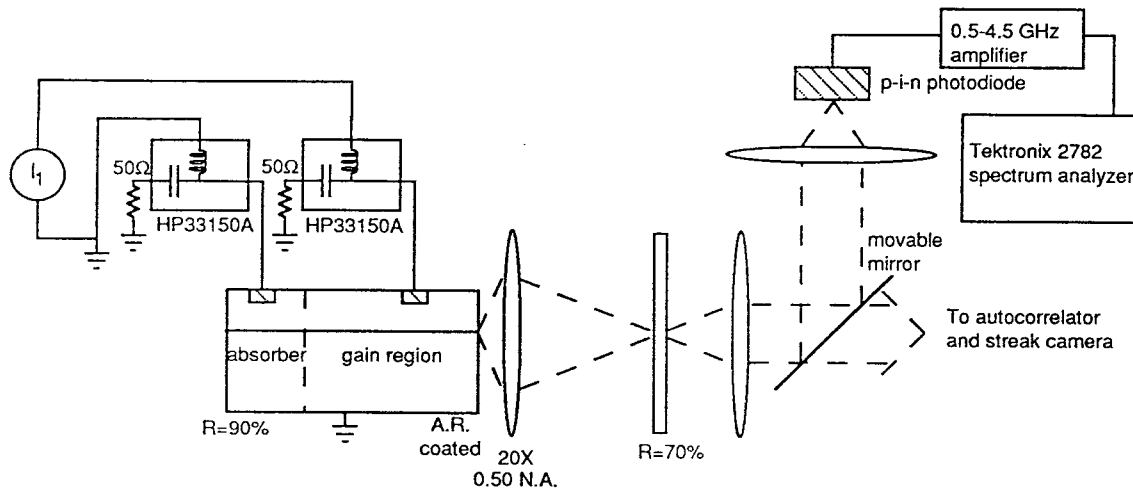 0.5-4.5 GHz
amplifier
p-i-n photodiode
Tektronix 2782
spectrum analyzer
I1
50Ω
HP33150A
50Ω
HP33150A
movable
mirror
To autocorrelator
and streak camera
absorber
gain region
R=90%
A.R.
coated
20X
0.50 N.A.
R=70%